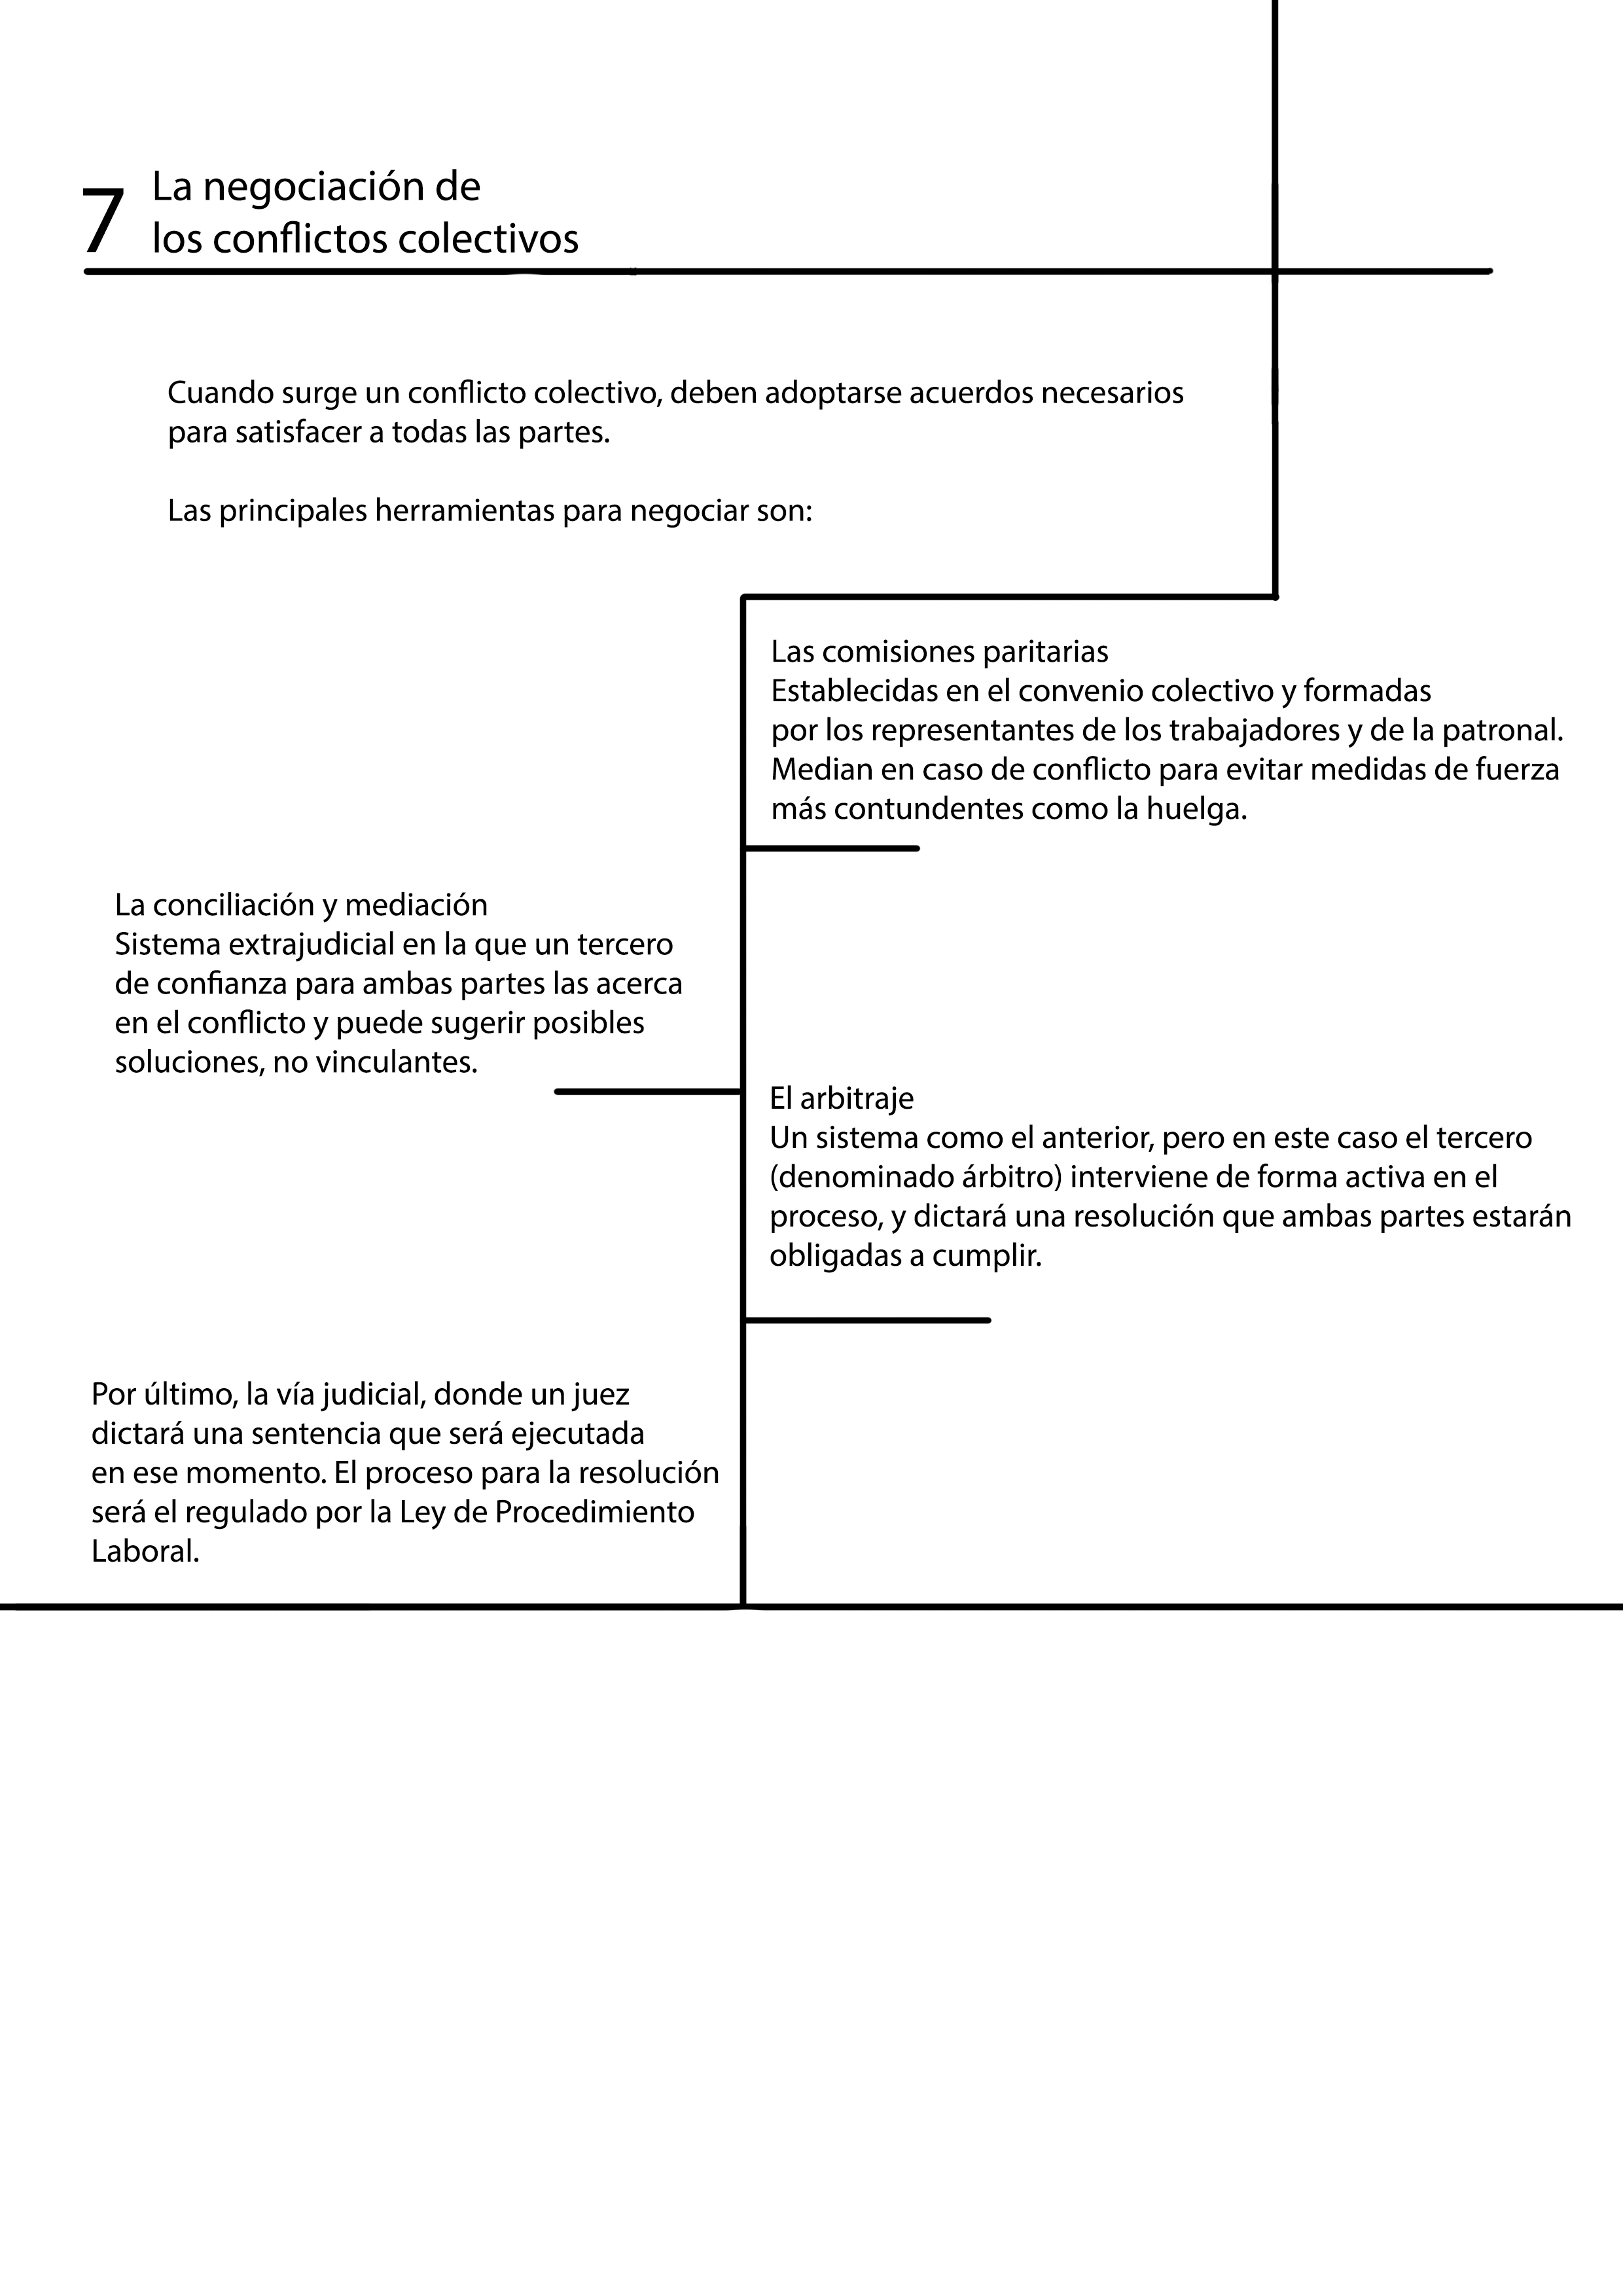 7
La negociación de
los conflictos colectivos
Cuando surge un conflicto colectivo, deben adoptarse acuerdos necesarios
para satisfacer a todas las partes.
Las principales herramientas para negociar son:
Las comisiones paritarias
Establecidas en el convenio colectivo y formadas
por los representantes de los trabajadores y de la patronal.
Median en caso de conflicto para evitar medidas de fuerza
más contundentes como la huelga.
La conciliación y mediación
Sistema extrajudicial en la que un tercero
de confianza para ambas partes las acerca
en el conflicto y puede sugerir posibles
soluciones, no vinculantes.
El arbitraje
Un sistema como el anterior, pero en este caso el tercero
(denominado árbitro) interviene de forma activa en el
proceso, y dictará una resolución que ambas partes estarán
obligadas a cumplir.
Por último, la vía judicial, donde un juez
dictará una sentencia que será ejecutada
en ese momento. El proceso para la resolución
será el regulado por la Ley de Procedimiento
Laboral.